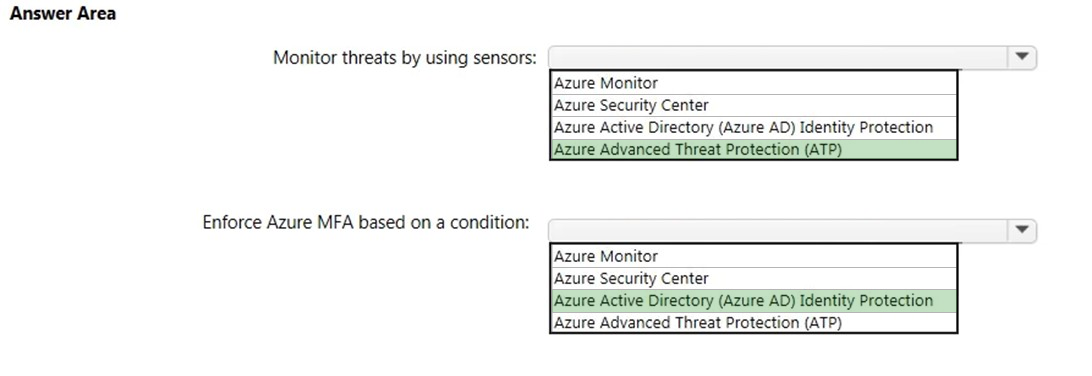 Answer Area
Monitor threats by using sensors:
Azure Monitor
Azure Security Center
Azure Active Directory (Azure AD) Identity Protection
Azure Advanced Threat Protection (ATP)
Enforce Azure MFA based on a condition:
Azure Monitor
Azure Security Center
Azure Active Directory (Azure AD) Identity Protection
Azure Advanced Threat Protection (ATP)